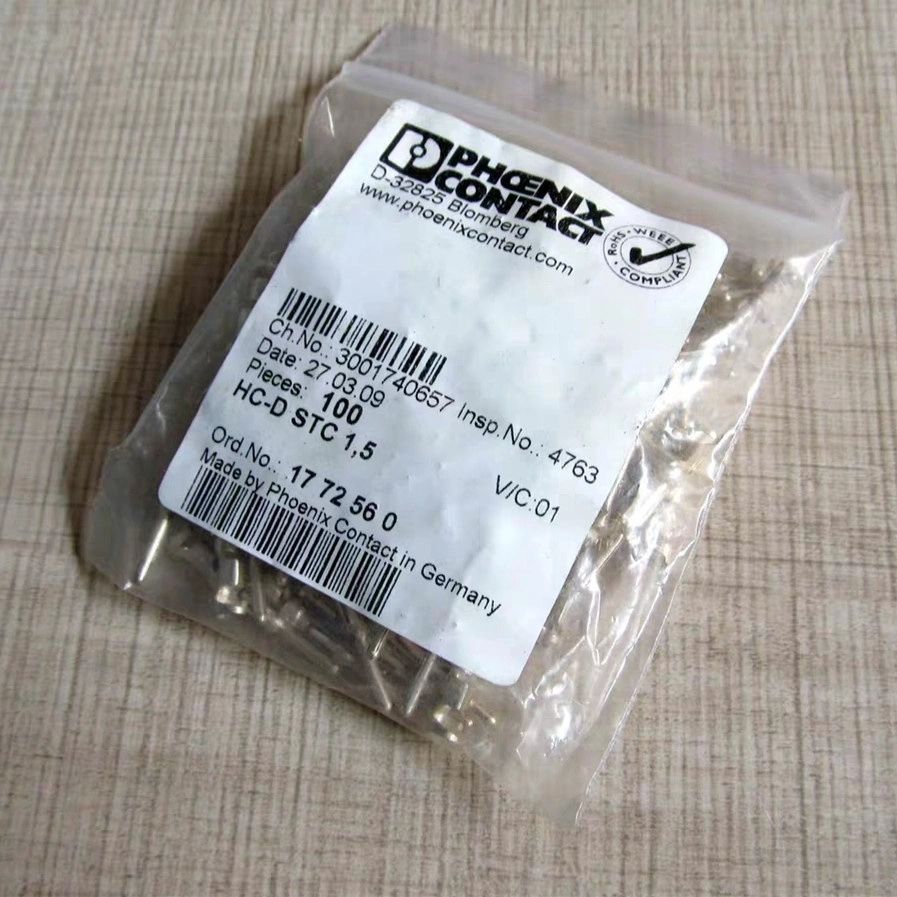 PHŒNIX
CONTACT
D-32825 Blomberg
www.phoenixcontact.com
RoHS · WEEE · COMPLIANT
Ch.No.: 3001740657 Insp.No.: 4763
Date: 27.03.09
Pieces: 100
HC-D STC 1,5
V/C:01
Ord.No.: 17 72 56 0
Made by Phoenix Contact in Germany